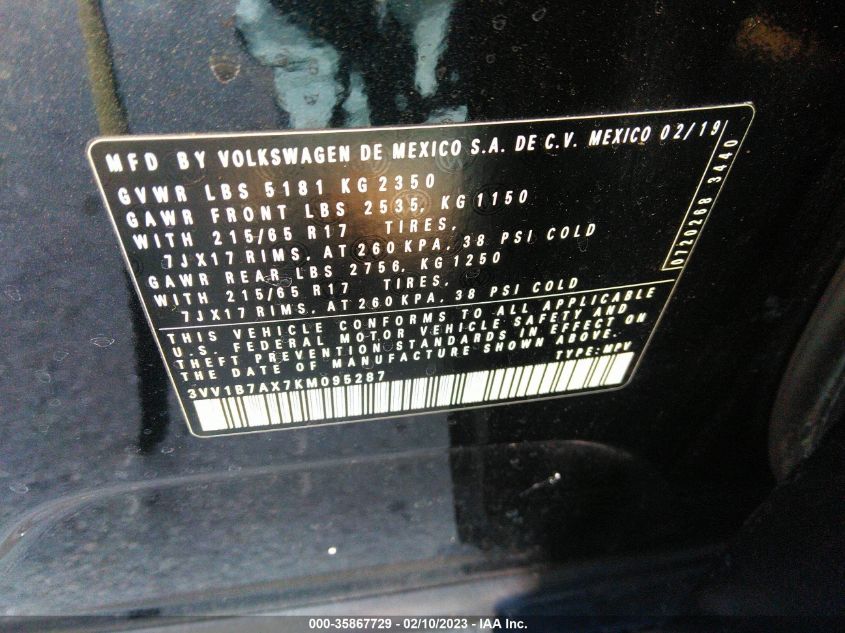 MFD BY VOLKSWAGEN DE MEXICO S.A. DE C.V. MEXICO 02/19
GVWR LBS 5181 KG 2350
GAWR FRONT LBS 2535, KG 1150
WITH 215/65 R17 TIRES,
7JX17 RIMS, AT 260 KPA, 38 PSI COLD
GAWR REAR LBS 2756, KG 1250
WITH 215/65 R17 TIRES,
7JX17 RIMS, AT 260 KPA, 38 PSI COLD
0720268 3440
THIS VEHICLE CONFORMS TO ALL APPLICABLE
U.S. FEDERAL MOTOR VEHICLE SAFETY AND
THEFT PREVENTION STANDARDS IN EFFECT ON
THE DATE OF MANUFACTURE SHOWN ABOVE.
3VV1B7AX7KM095287 TYPE: MPV
000-35867729 - 02/10/2023 - IAA Inc.